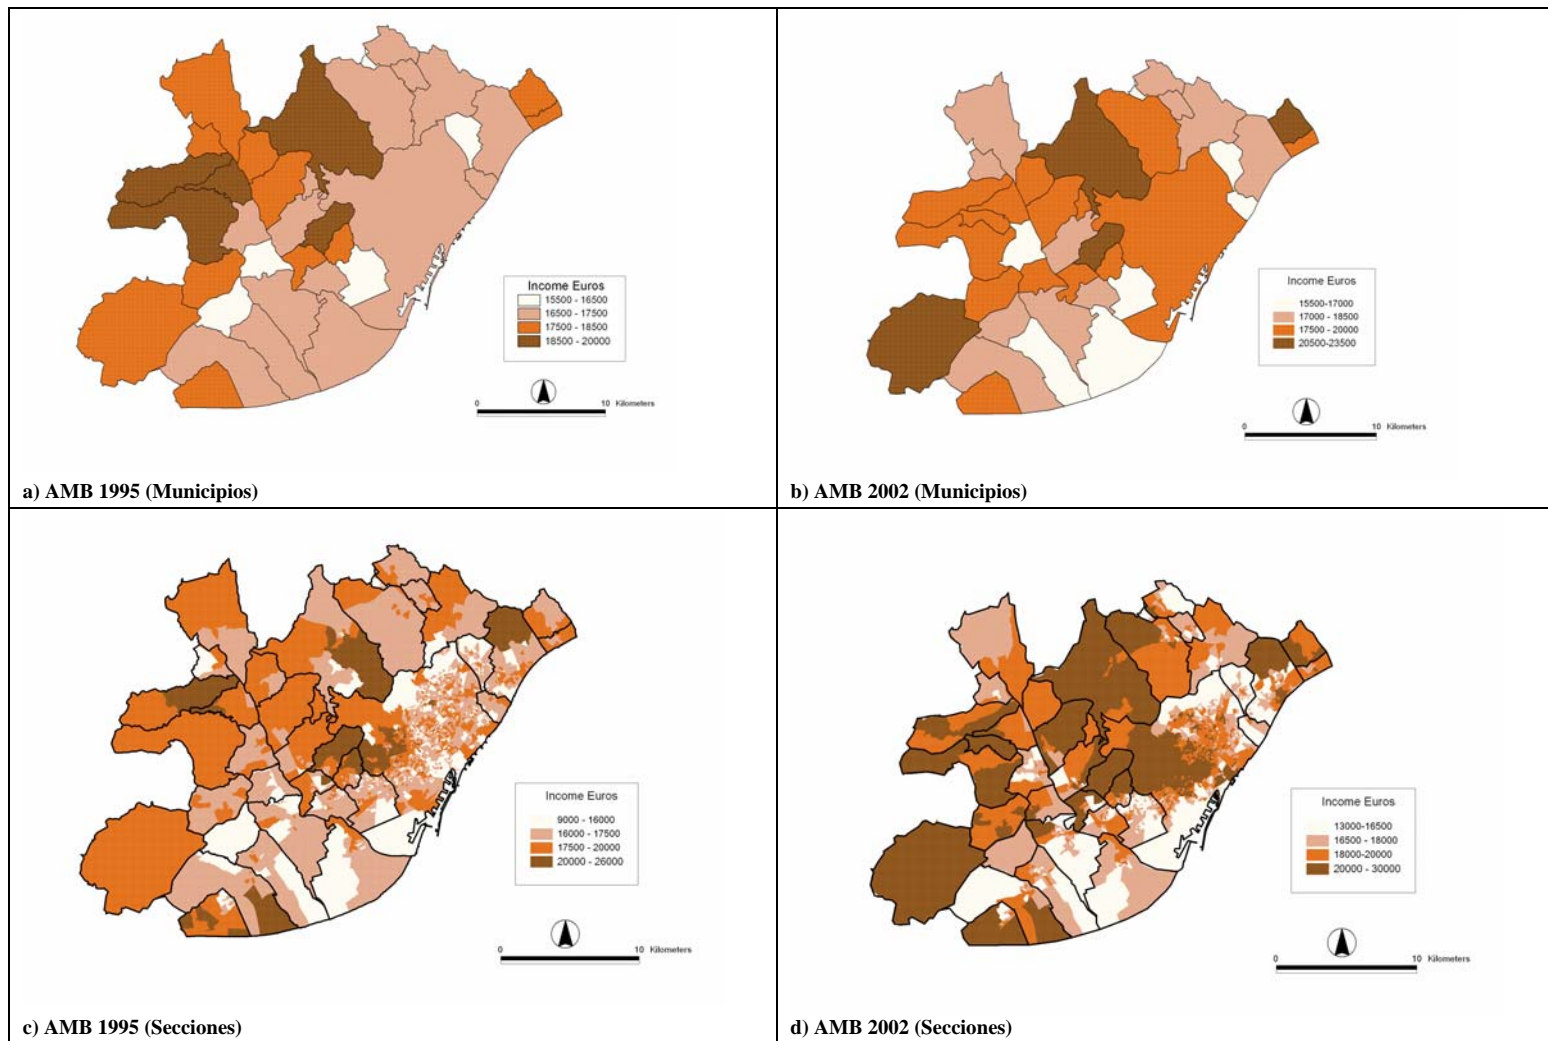 Income Euros
15500 - 16500
16500 - 17500
17500 - 18500
18500 - 20000
0 10 Kilometers
a) AMB 1995 (Municipios)
Income Euros
15500-17000
17000 - 18500
17500 - 20000
20500-23500
0 10 Kilometers
b) AMB 2002 (Municipios)
Income Euros
9000 - 16000
16000 - 17500
17500 - 20000
20000 - 26000
0 10 Kilometers
c) AMB 1995 (Secciones)
Income Euros
13000-16500
16500 - 18000
18000-20000
20000 - 30000
0 10 Kilometers
d) AMB 2002 (Secciones)